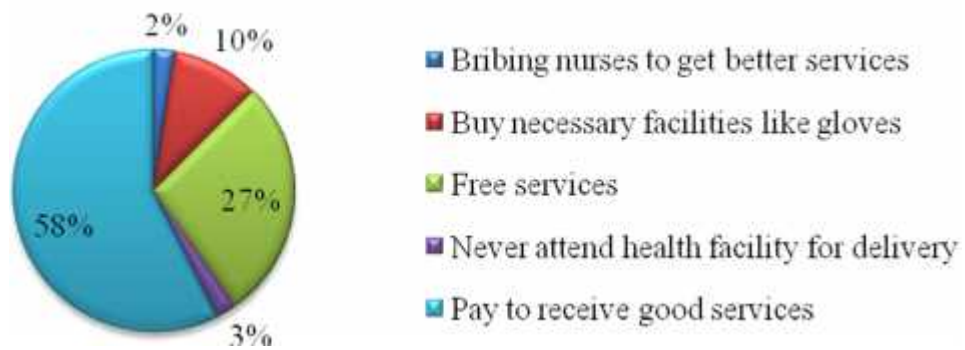 2%
10%
27%
58%
3%
Bribing nurses to get better services
Buy necessary facilities like gloves
Free services
Never attend health facility for delivery
Pay to receive good services